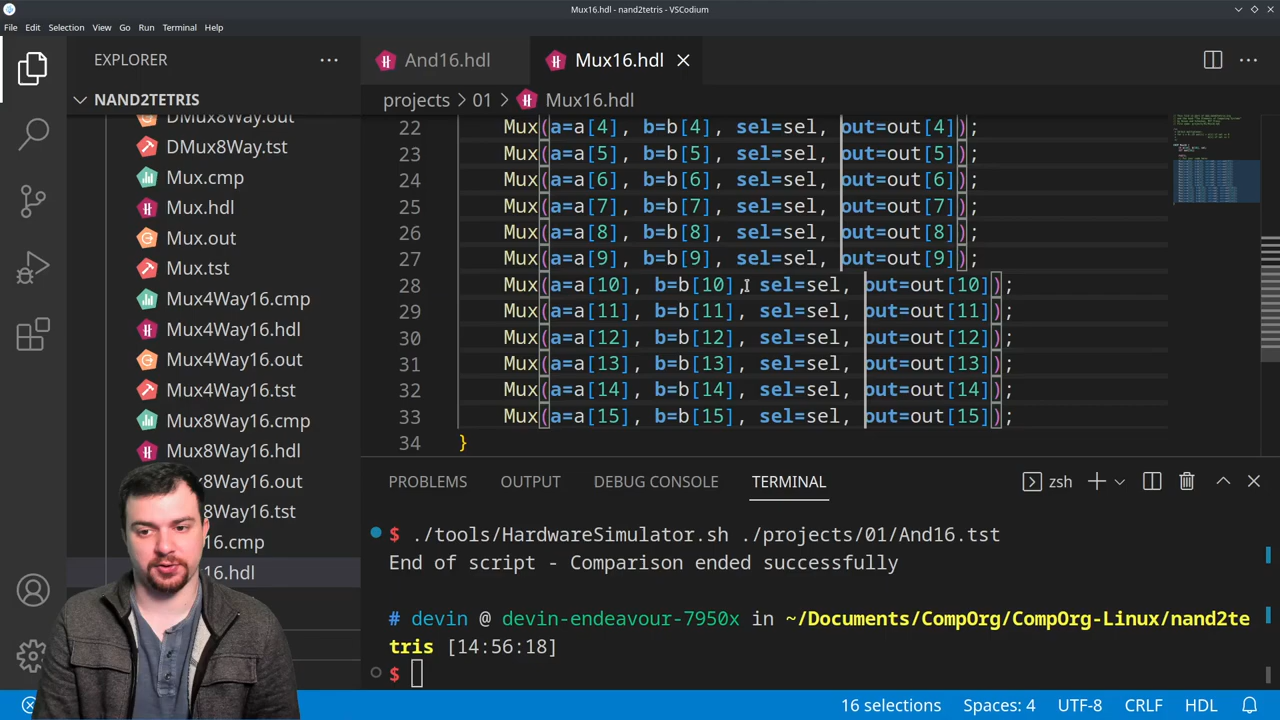 Mux16.hdl - nand2tetris - VSCodium
File Edit Selection View Go Run Terminal Help
EXPLORER
NAND2TETRIS
DMux8Way.out
DMux8Way.tst
Mux.cmp
Mux.hdl
Mux.out
Mux.tst
Mux4Way16.cmp
Mux4Way16.hdl
Mux4Way16.out
Mux4Way16.tst
Mux8Way16.cmp
Mux8Way16.hdl
x8Way16.out
x8Way16.tst
16.cmp
16.hdl
And16.hdl
Mux16.hdl
projects > 01 > Mux16.hdl
22 Mux(a=a[4], b=b[4], sel=sel, out=out[4]);
23 Mux(a=a[5], b=b[5], sel=sel, out=out[5]);
24 Mux(a=a[6], b=b[6], sel=sel, out=out[6]);
25 Mux(a=a[7], b=b[7], sel=sel, out=out[7]);
26 Mux(a=a[8], b=b[8], sel=sel, out=out[8]);
27 Mux(a=a[9], b=b[9], sel=sel, out=out[9]);
28 Mux(a=a[10], b=b[10], sel=sel, out=out[10]);
29 Mux(a=a[11], b=b[11], sel=sel, out=out[11]);
30 Mux(a=a[12], b=b[12], sel=sel, out=out[12]);
31 Mux(a=a[13], b=b[13], sel=sel, out=out[13]);
32 Mux(a=a[14], b=b[14], sel=sel, out=out[14]);
33 Mux(a=a[15], b=b[15], sel=sel, out=out[15]);
34 }
PROBLEMS OUTPUT DEBUG CONSOLE TERMINAL zsh
$ ./tools/HardwareSimulator.sh ./projects/01/And16.tst
End of script - Comparison ended successfully
# devin @ devin-endeavour-7950x in ~/Documents/CompOrg/CompOrg-Linux/nand2te
tris [14:56:18]
$
16 selections Spaces: 4 UTF-8 CRLF HDL